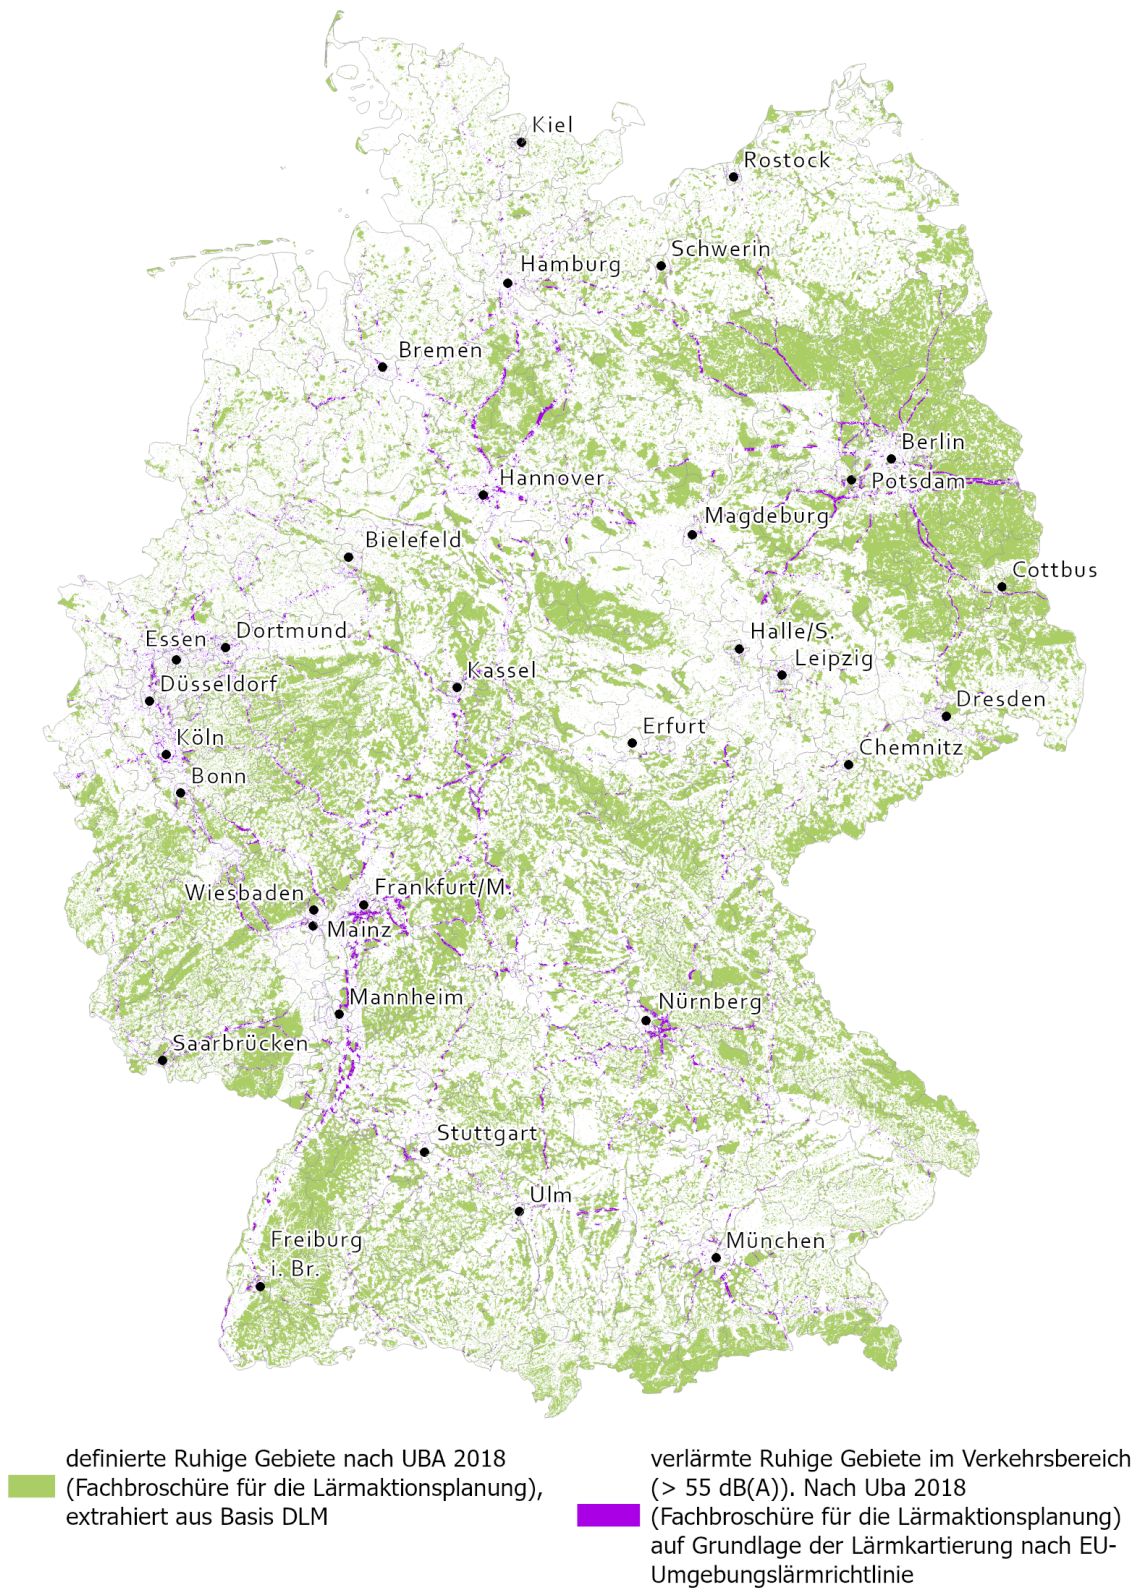 Kiel
Rostock
Schwerin
Hamburg
Bremen
Berlin
Hannover
Potsdam
Magdeburg
Bielefeld
Cottbus
Dortmund
Essen
Halle/S.
Leipzig
Kassel
Düsseldorf
Dresden
Erfurt
Köln
Chemnitz
Bonn
Frankfurt/M.
Wiesbaden
Mainz
Mannheim
Nürnberg
Saarbrücken
Stuttgart
Ulm
Freiburg
i. Br.
München
definierte Ruhige Gebiete nach UBA 2018
(Fachbroschüre für die Lärmaktionsplanung),
extrahiert aus Basis DLM
verlärmte Ruhige Gebiete im Verkehrsbereich
(> 55 dB(A)). Nach Uba 2018
(Fachbroschüre für die Lärmaktionsplanung)
auf Grundlage der Lärmkartierung nach EU-
Umgebungslärmrichtlinie